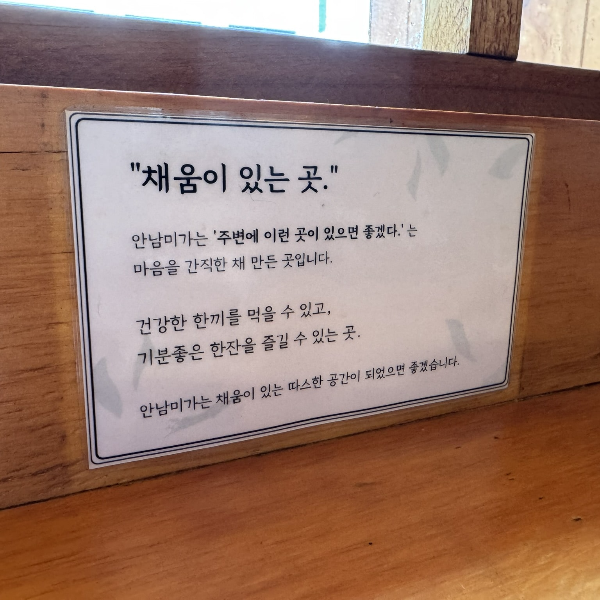 "채움이 있는 곳."
안남미가는 '주변에 이런 곳이 있으면 좋겠다.' 는
마음을 간직한 채 만든 곳입니다.
건강한 한끼를 먹을 수 있고,
기분좋은 한잔을 즐길 수 있는 곳.
안남미가는 채움이 있는 따스한 공간이 되었으면 좋겠습니다.